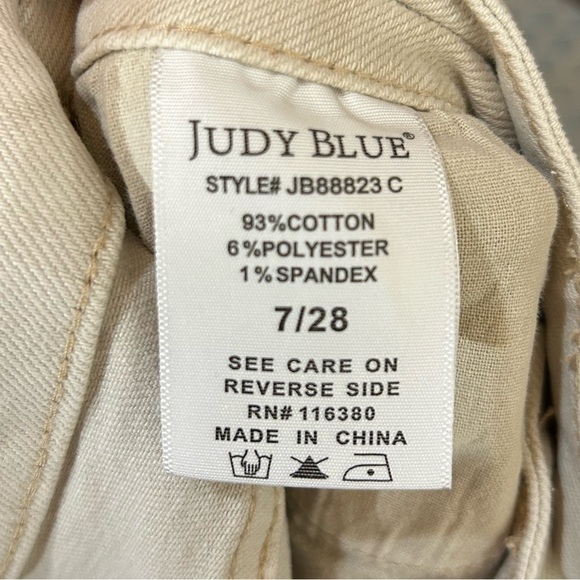 JUDY BLUE®
STYLE# JB88823 C
93%COTTON
6%POLYESTER
1%SPANDEX
7/28
SEE CARE ON
REVERSE SIDE
RN# 116380
MADE IN CHINA